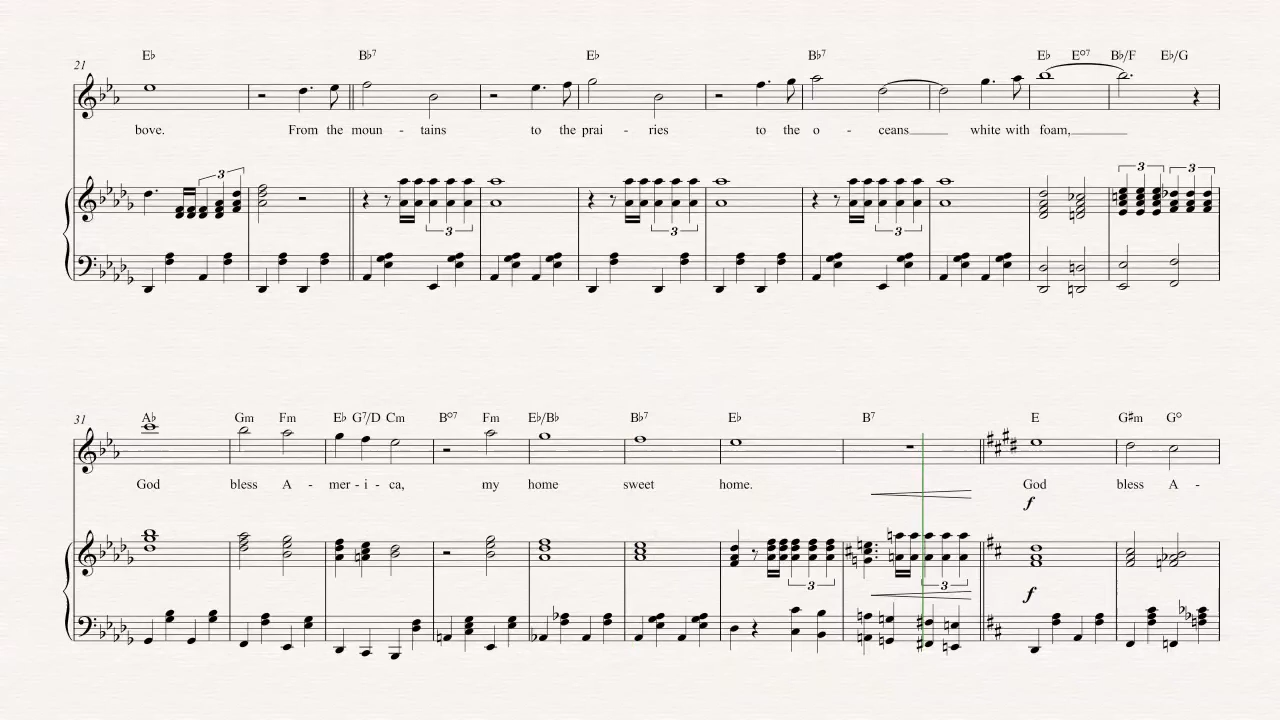 E♭ B♭7 E♭ B♭7 E♭ E°7 B♭/F E♭/G
21
bove. From the moun - tains to the prai - ries to the o - ceans white with foam,
3 3 3
3 3 3
A♭ Gm Fm E♭ G7/D Cm B°7 Fm E♭/B♭ B♭7 E♭ B7 E G♯m G°
31
God bless A - mer - i - ca, my home sweet home. God bless A -
f
3 3
f